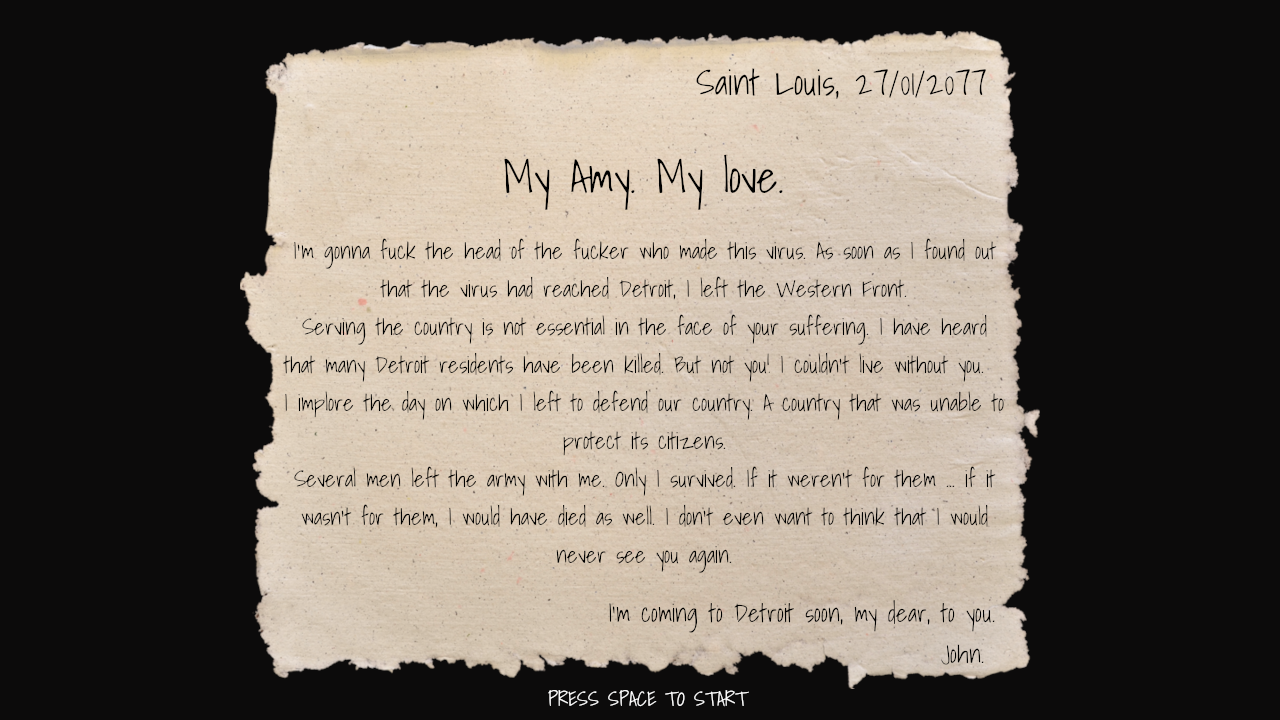 Saint Louis, 27/01/2077
My Amy. My love.
I'm gonna fuck the head of the fucker who made this virus. As soon as I found out
that the virus had reached Detroit, I left the Western Front.
Serving the country is not essential in the face of your suffering. I have heard
that many Detroit residents have been killed. But not you! I couldn't live without you.
I implore the day on which I left to defend our country. A country that was unable to
protect its citizens.
Several men left the army with me. Only I survived. If it weren't for them ... if it
wasn't for them, I would have died as well. I don't even want to think that I would
never see you again.
I'm coming to Detroit soon, my dear, to you.
John.
PRESS SPACE TO START